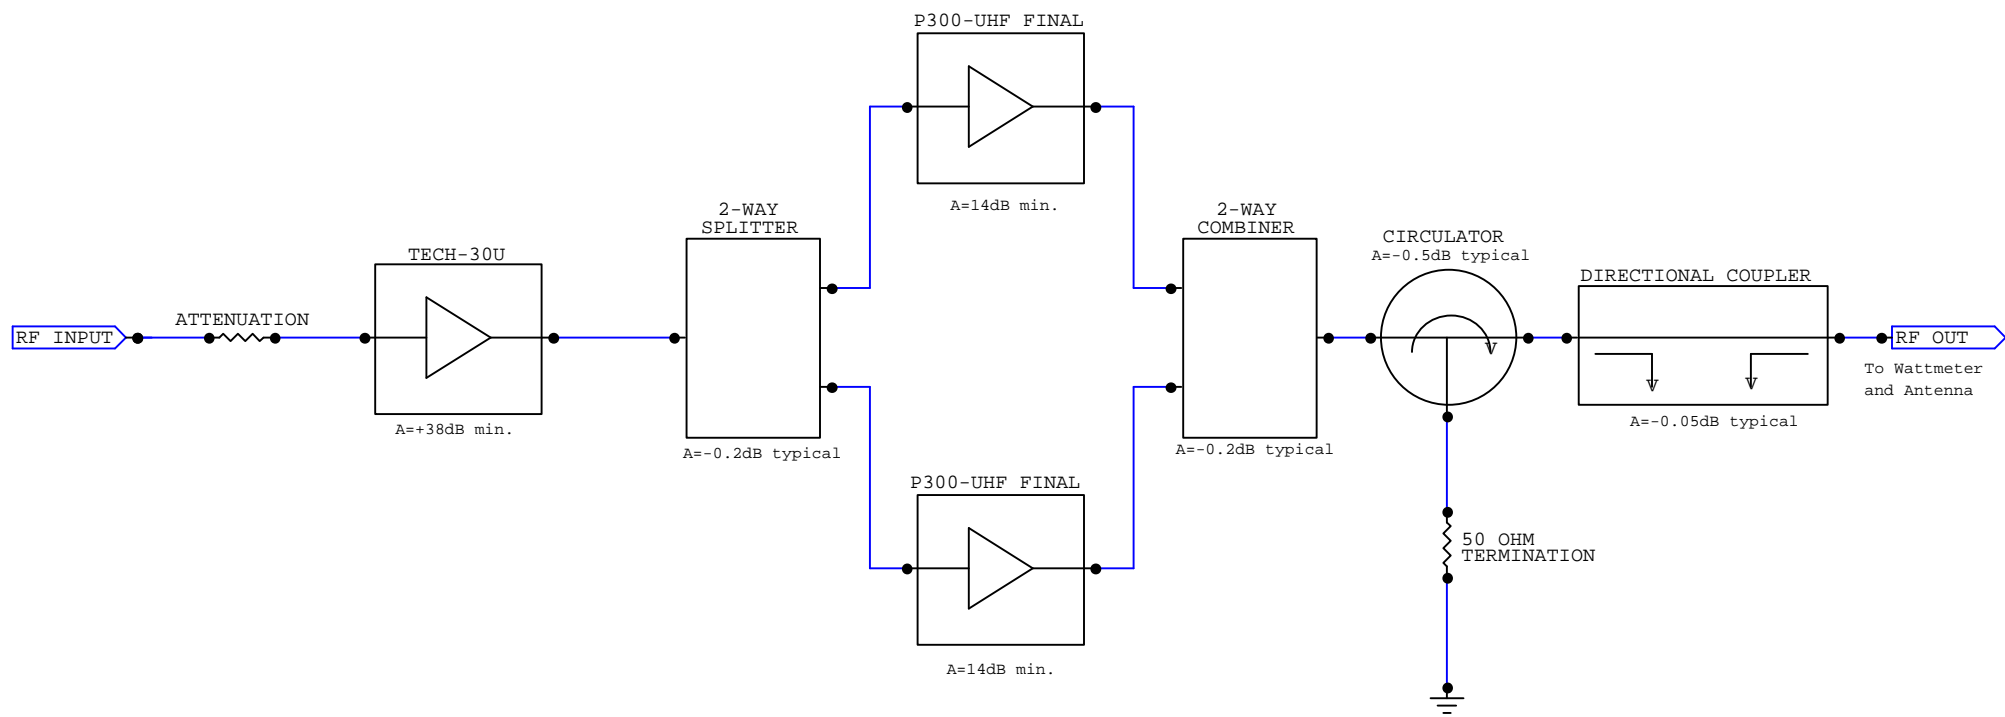 P300-UHF FINAL
A=14dB min.
2-WAY
SPLITTER
2-WAY
COMBINER
CIRCULATOR
A=-0.5dB typical
TECH-30U
DIRECTIONAL COUPLER
ATTENUATION
RF INPUT
V
RF OUT
To Wattmeter
and Antenna
V
V
A=+38dB min.
A=-0.05dB typical
A=-0.2dB typical
A=-0.2dB typical
P300-UHF FINAL
50 OHM
TERMINATION
A=14dB min.